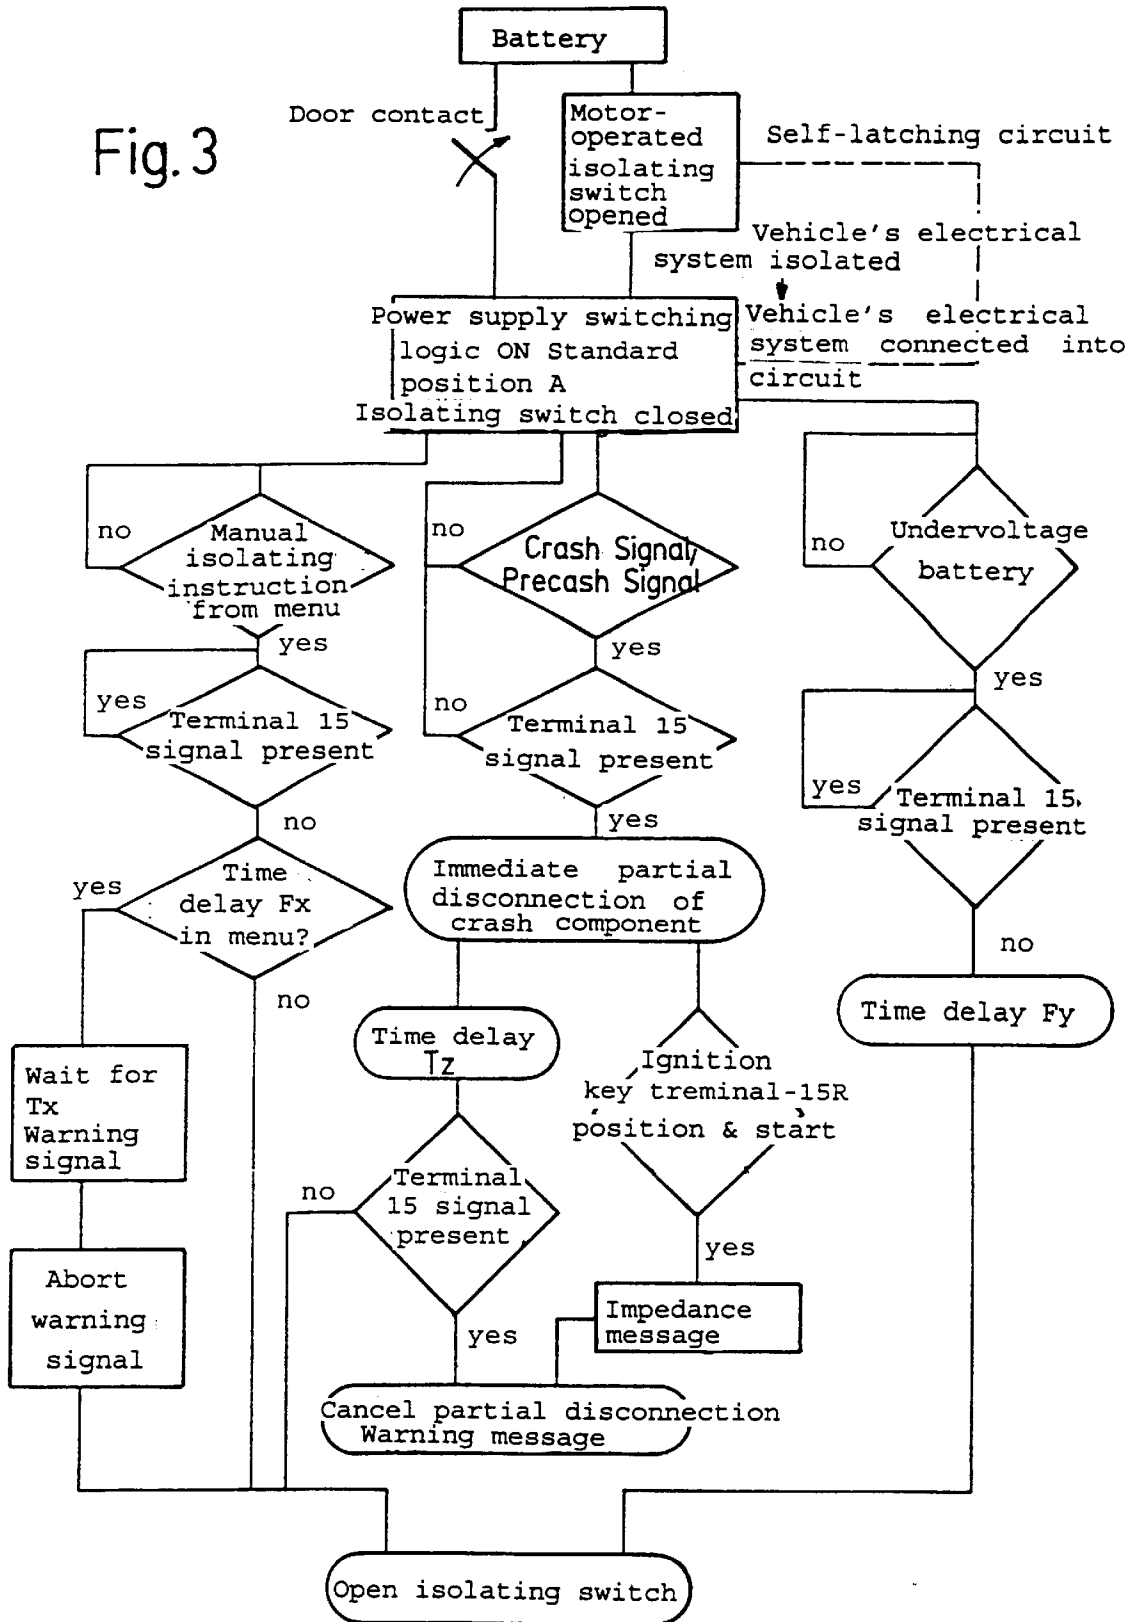 Battery
Fig. 3
Door contact
Motor-
operated
isolating
switch
opened
Self-latching circuit
Vehicle's electrical
system isolated
Power supply switching
logic ON Standard
position A
Isolating switch closed
Vehicle's electrical
system connected into
circuit
no
Manual
isolating
instruction
from menu
yes
no
Crash Signal,
Precash Signal
yes
no
Undervoltage
battery
yes
yes
Terminal 15
signal present
no
no
Terminal 15
signal present
yes
yes
Terminal 15
signal present
no
yes
Time
delay Fx
in menu?
no
Immediate partial
disconnection of
crash component
Time delay Fy
Wait for
Tx
Warning
signal
Time delay
Tz
Ignition
key treminal-15R
position & start
yes
no
Terminal
15 signal
present
yes
Abort
warning
signal
Impedance
message
Cancel partial disconnection
Warning message
Open isolating switch